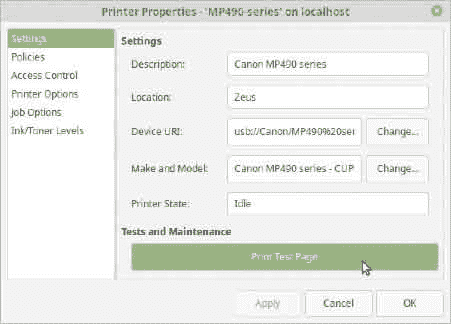 Printer Properties - 'MP490-series' on localhost
Settings
Policies
Access Control
Printer Options
Job Options
Ink/Toner Levels
Settings
Description: Canon MP490 series
Location: Zeus
Device URI: usb://Canon/MP490%20ser Change...
Make and Model: Canon MP490 series - CUP Change...
Printer State: Idle
Tests and Maintenance
Print Test Page
Apply Cancel OK